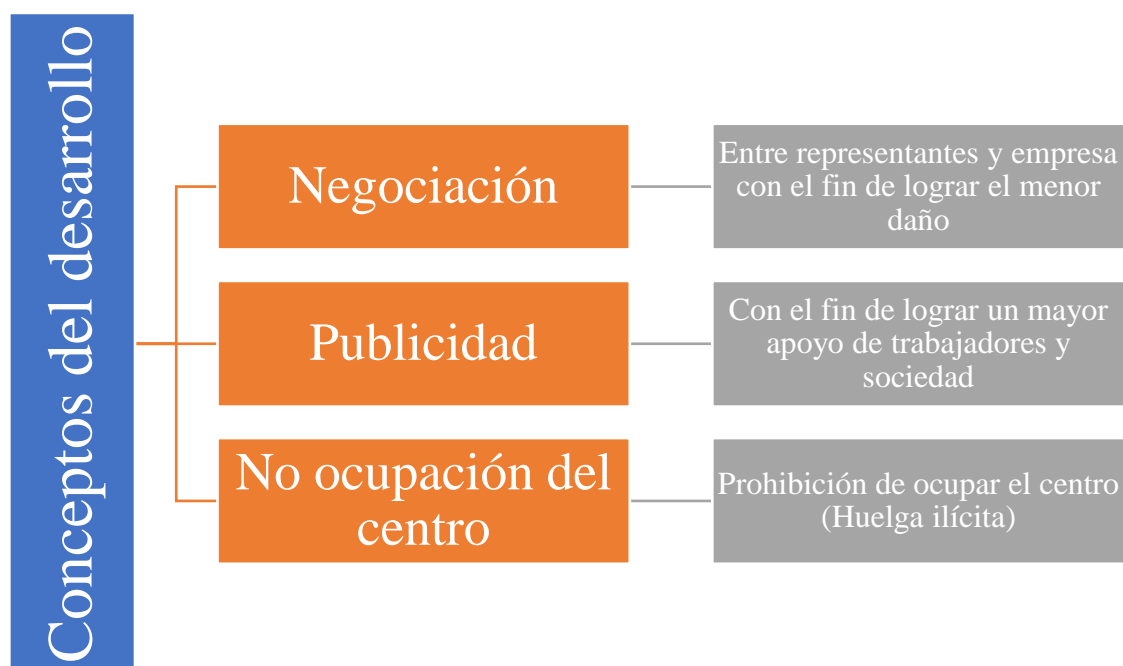 Conceptos del desarrollo
Negociación
Entre representantes y empresa
con el fin de lograr el menor
daño
Publicidad
Con el fin de lograr un mayor
apoyo de trabajadores y
sociedad
No ocupación del
centro
Prohibición de ocupar el centro
(Huelga ilícita)